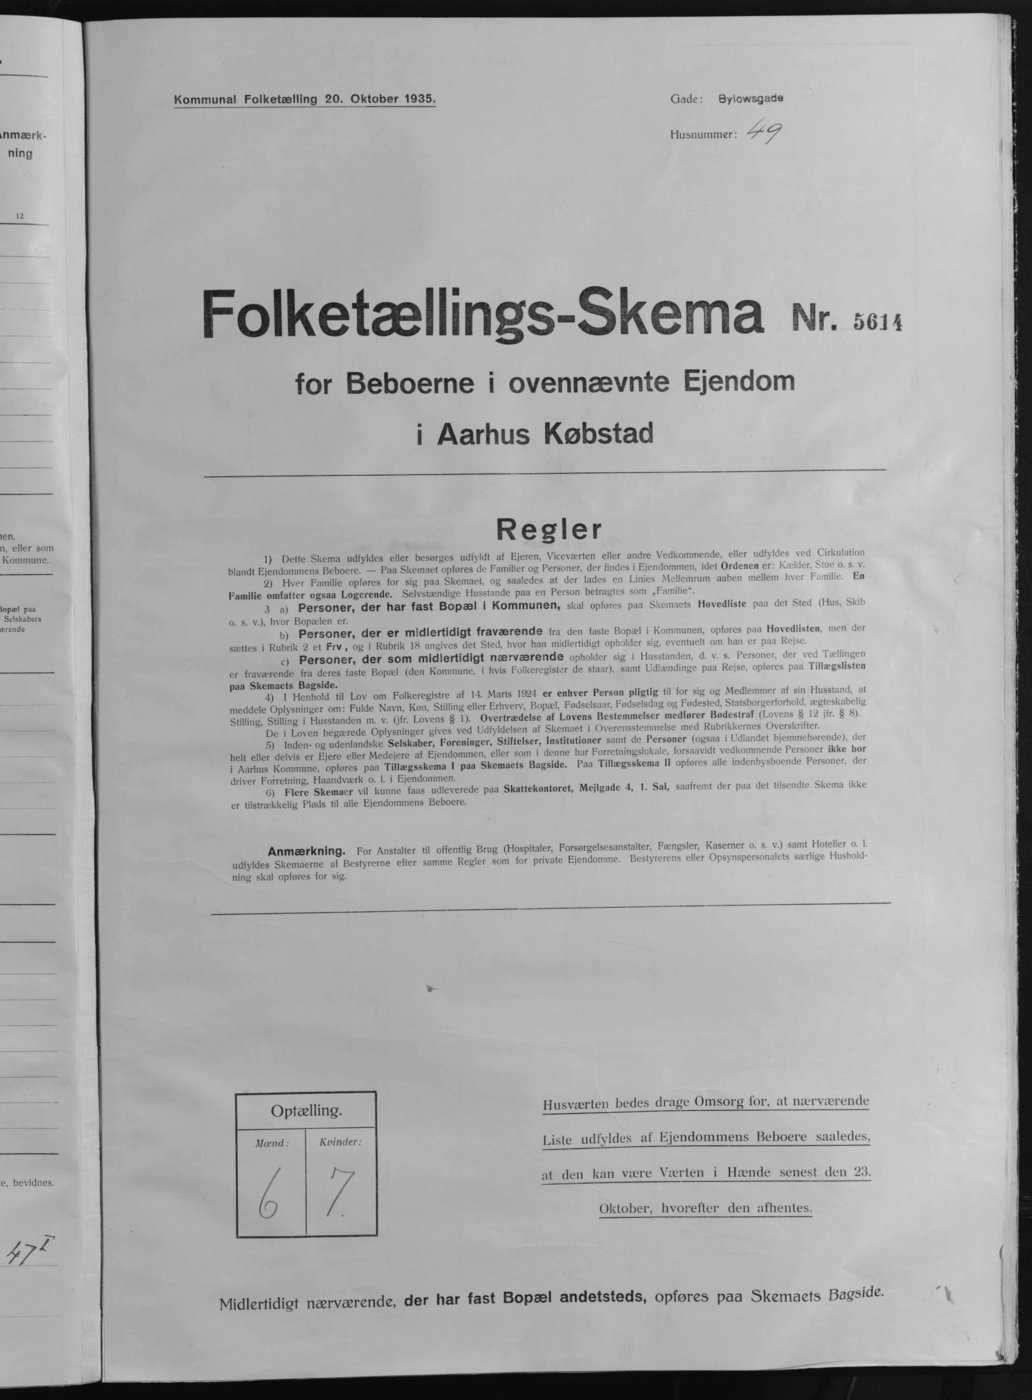 Anmærk-
ning
12
nen.
n, eller som
Kommune.
Bopæl paa
Selskabers
ærende
e, bevidnes.
47 I
Kommunal Folketælling 20. Oktober 1935.
Gade: Bylowsgade
Husnummer: 49
Folketællings-Skema Nr. 5614
for Beboerne i ovennævnte Ejendom
i Aarhus Købstad
Regler
1) Dette Skema udfyldes eller besørges udfyldt af Ejeren, Viceværten eller andre Vedkommende, eller udfyldes ved Cirkulation
blandt Ejendommens Beboere. — Paa Skemaet opføres de Familier og Personer, der findes i Ejendommen, idet Ordenen er: Kælder, Stue o. s. v.
2) Hver Familie opføres for sig paa Skemaet, og saaledes at der lades en Linies Mellemrum aaben mellem hver Familie. En
Familie omfatter ogsaa Logerende. Selvstændige Husstande paa en Person betragtes som „Familie“.
3 a) Personer, der har fast Bopæl i Kommunen, skal opføres paa Skemaets Hovedliste paa det Sted (Hus, Skib
o. s. v.), hvor Bopælen er.
b) Personer, der er midlertidigt fraværende fra den faste Bopæl i Kommunen, opføres paa Hovedlisten, men der
sættes i Rubrik 2 et Frv, og i Rubrik 18 angives det Sted, hvor han midlertidigt opholder sig, eventuelt om han er paa Rejse.
c) Personer, der som midlertidigt nærværende opholder sig i Husstanden, d. v. s. Personer, der ved Tællingen
er fraværende fra deres faste Bopæl (den Kommune, i hvis Folkeregister de staar), samt Udlændinge paa Rejse, opføres paa Tillægslisten
paa Skemaets Bagside.
4) I Henhold til Lov om Folkeregistre af 14. Marts 1924 er enhver Person pligtig til for sig og Medlemmer af sin Husstand, at
meddele Oplysninger om: Fulde Navn, Køn, Stilling eller Erhverv, Bopæl, Fødselsaar, Fødselsdag og Fødested, Statsborgerforhold, ægteskabelig
Stilling, Stilling i Husstanden m. v. (jfr. Lovens § 1). Overtrædelse af Lovens Bestemmelser medfører Bødestraf (Lovens § 12 jfr. § 8).
De i Loven begærede Oplysninger gives ved Udfyldelsen af Skemaet i Overensstemmelse med Rubrikkernes Overskrifter.
5) Inden- og udenlandske Selskaber, Foreninger, Stiftelser, Institutioner samt de Personer (ogsaa i Udlandet hjemmehørende), der
helt eller delvis er Ejere eller Medejere af Ejendommen, eller som i denne har Forretningslokale, forsaavidt vedkommende Personer ikke bor
i Aarhus Kommune, opføres paa Tillægsskema I paa Skemaets Bagside. Paa Tillægsskema II opføres alle indenbysboende Personer, der
driver Forretning, Haandværk o. l. i Ejendommen.
6) Flere Skemaer vil kunne faas udleverede paa Skattekontoret, Mejlgade 4, 1. Sal, saafremt der paa det tilsendte Skema ikke
er tilstrækkelig Plads til alle Ejendommens Beboere.
Anmærkning. For Anstalter til offentlig Brug (Hospitaler, Forsørgelsesanstalter, Fængsler, Kaserner o. s. v.) samt Hoteller o. l.
udfyldes Skemaerne af Bestyrerne efter samme Regler som for private Ejendomme. Bestyrerens eller Opsynspersonalets særlige Hushold-
ning skal opføres for sig.
Optælling.
Mænd: Kvinder:
6 7.
Husværten bedes drage Omsorg for, at nærværende
Liste udfyldes af Ejendommens Beboere saaledes,
at den kan være Værten i Hænde senest den 23.
Oktober, hvorefter den afhentes.
Midlertidigt nærværende, der har fast Bopæl andetsteds, opføres paa Skemaets Bagside.